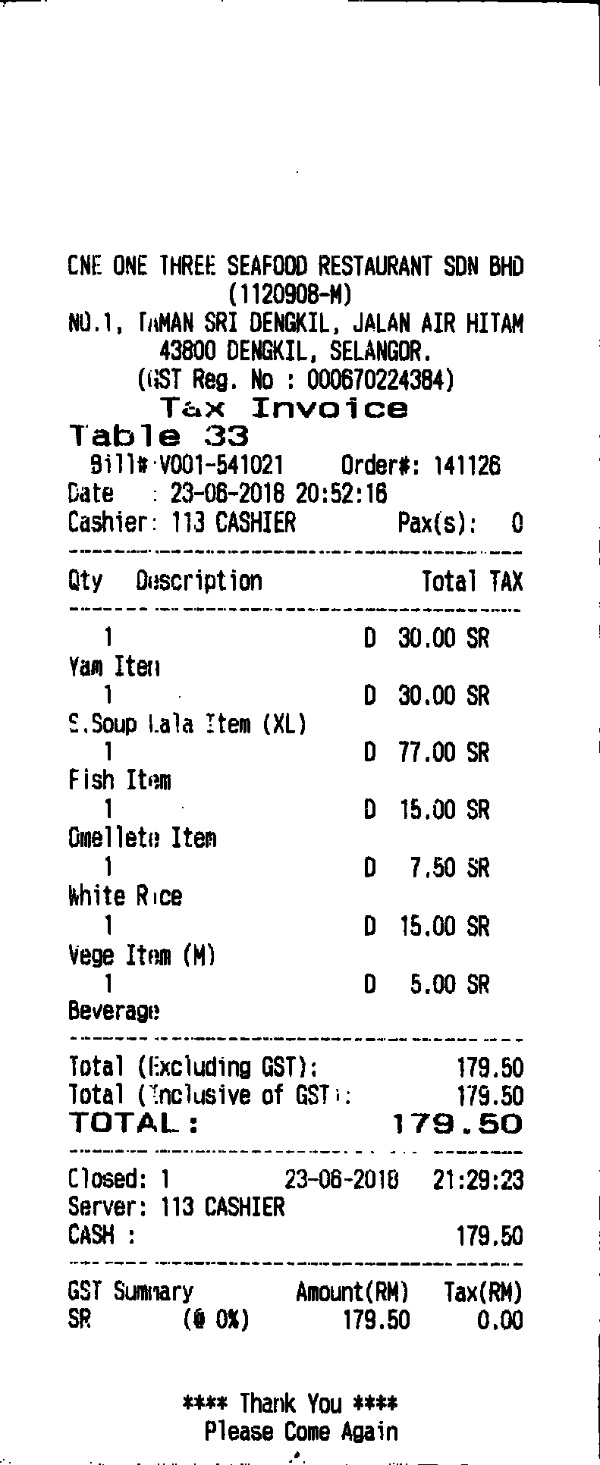 ONE ONE THREE SEAFOOD RESTAURANT SDN BHD
(1120908-M)
NO.1, TAMAN SRI DENGKIL, JALAN AIR HITAM
43800 DENGKIL, SELANGOR.
(GST Reg. No : 000670224384)
Tax Invoice
Table 33
Bill#:V001-541021 Order#: 141126
Date : 23-06-2018 20:52:16
Cashier: 113 CASHIER Pax(s): 0
Qty Description Total TAX
1 D 30.00 SR
Yam Item
1 D 30.00 SR
S.Soup Lala Item (XL)
1 D 77.00 SR
Fish Item
1 D 15.00 SR
Omellete Item
1 D 7.50 SR
White Rice
1 D 15.00 SR
Vege Item (M)
1 D 5.00 SR
Beverage
Total (Excluding GST): 179.50
Total (Inclusive of GST): 179.50
TOTAL: 179.50
Closed: 1 23-06-2018 21:29:23
Server: 113 CASHIER
CASH : 179.50
GST Summary Amount(RM) Tax(RM)
SR (@ 0%) 179.50 0.00
**** Thank You ****
Please Come Again